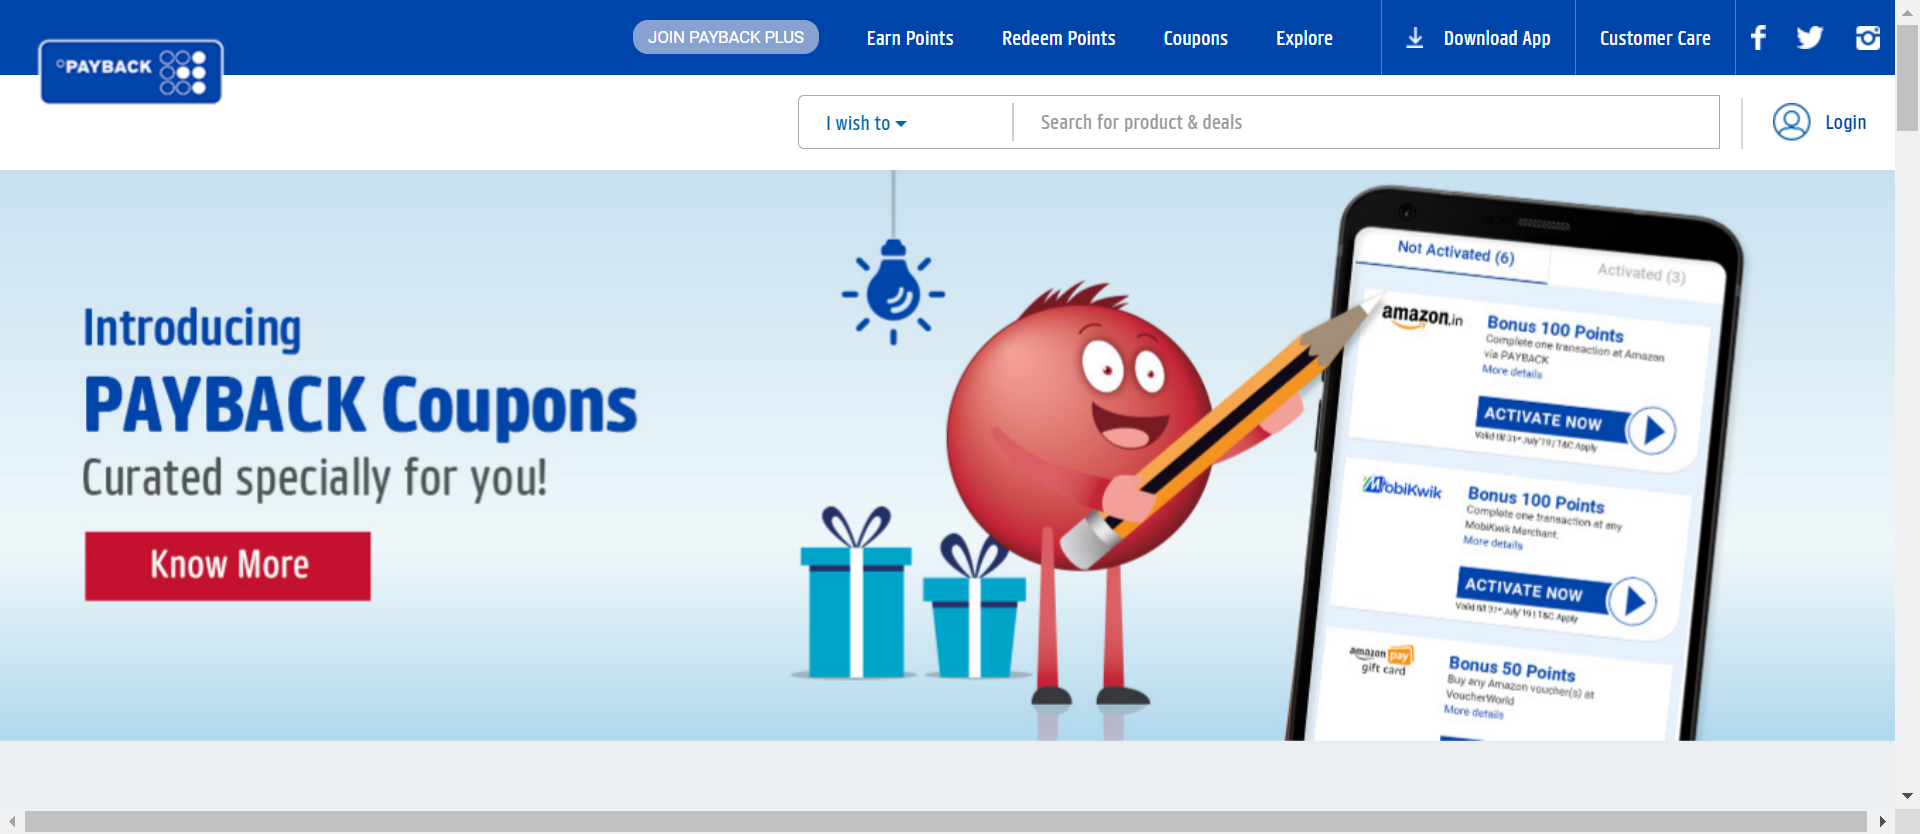 JOIN PAYBACK PLUS
Earn Points
Redeem Points
Coupons
Explore
Download App
Customer Care
PAYBACK
I wish to
Search for product & deals
Login
Introducing
PAYBACK Coupons
Curated specially for you!
Know More
Not Activated (6)
Activated (3)
amazon.in
Bonus 100 Points
Complete one transaction at Amazon
via PAYBACK
More details
ACTIVATE NOW
Valid till 31st July'19 | T&C Apply
MobiKwik
Bonus 100 Points
Complete one transaction at any
MobiKwik Merchant.
More details
ACTIVATE NOW
Valid till 31st July'19 | T&C Apply
amazon pay
gift card
Bonus 50 Points
Buy any Amazon voucher(s) at
VoucherWorld
More details